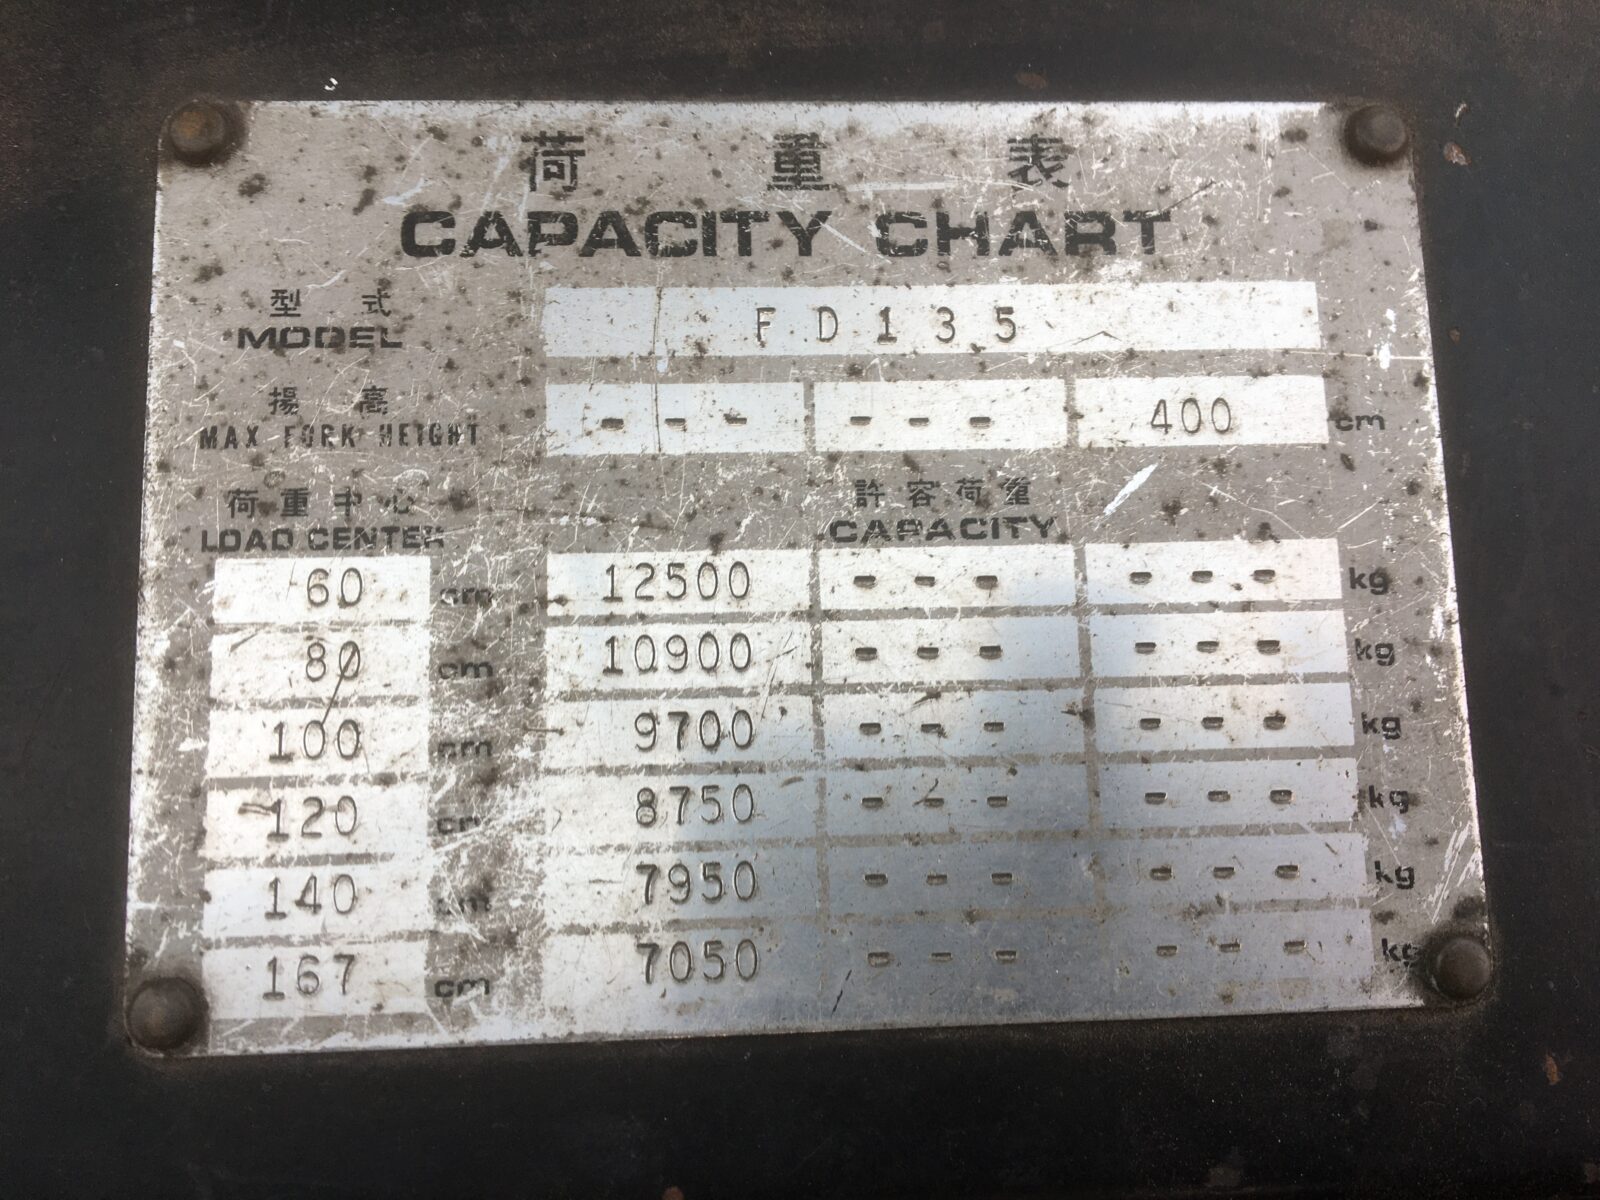 荷重表
CAPACITY CHART
型式
MODEL FD135
揚高
MAX FORK HEIGHT --- --- 400 cm
荷重中心 許容荷重
LOAD CENTER CAPACITY
60 cm 12500 --- --- kg
80 cm 10900 --- --- kg
100 cm 9700 --- --- kg
120 cm 8750 --- --- kg
140 cm 7950 --- --- kg
167 cm 7050 --- --- kg